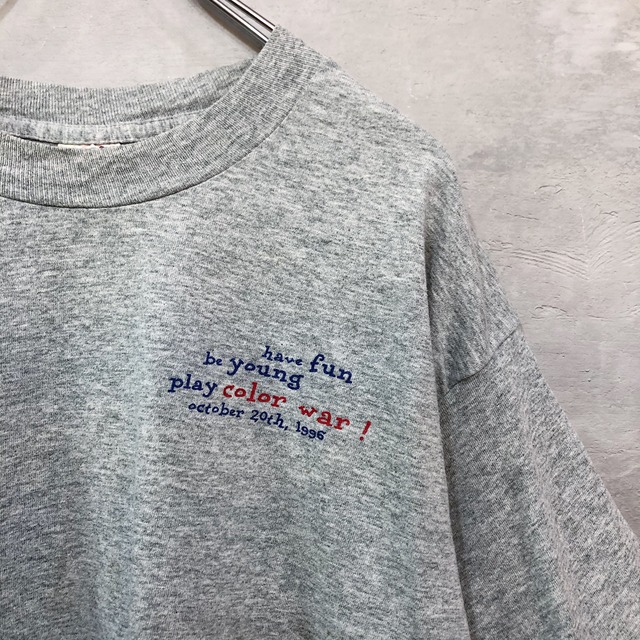 have fun
be young
play color war!
october 20th, 1996